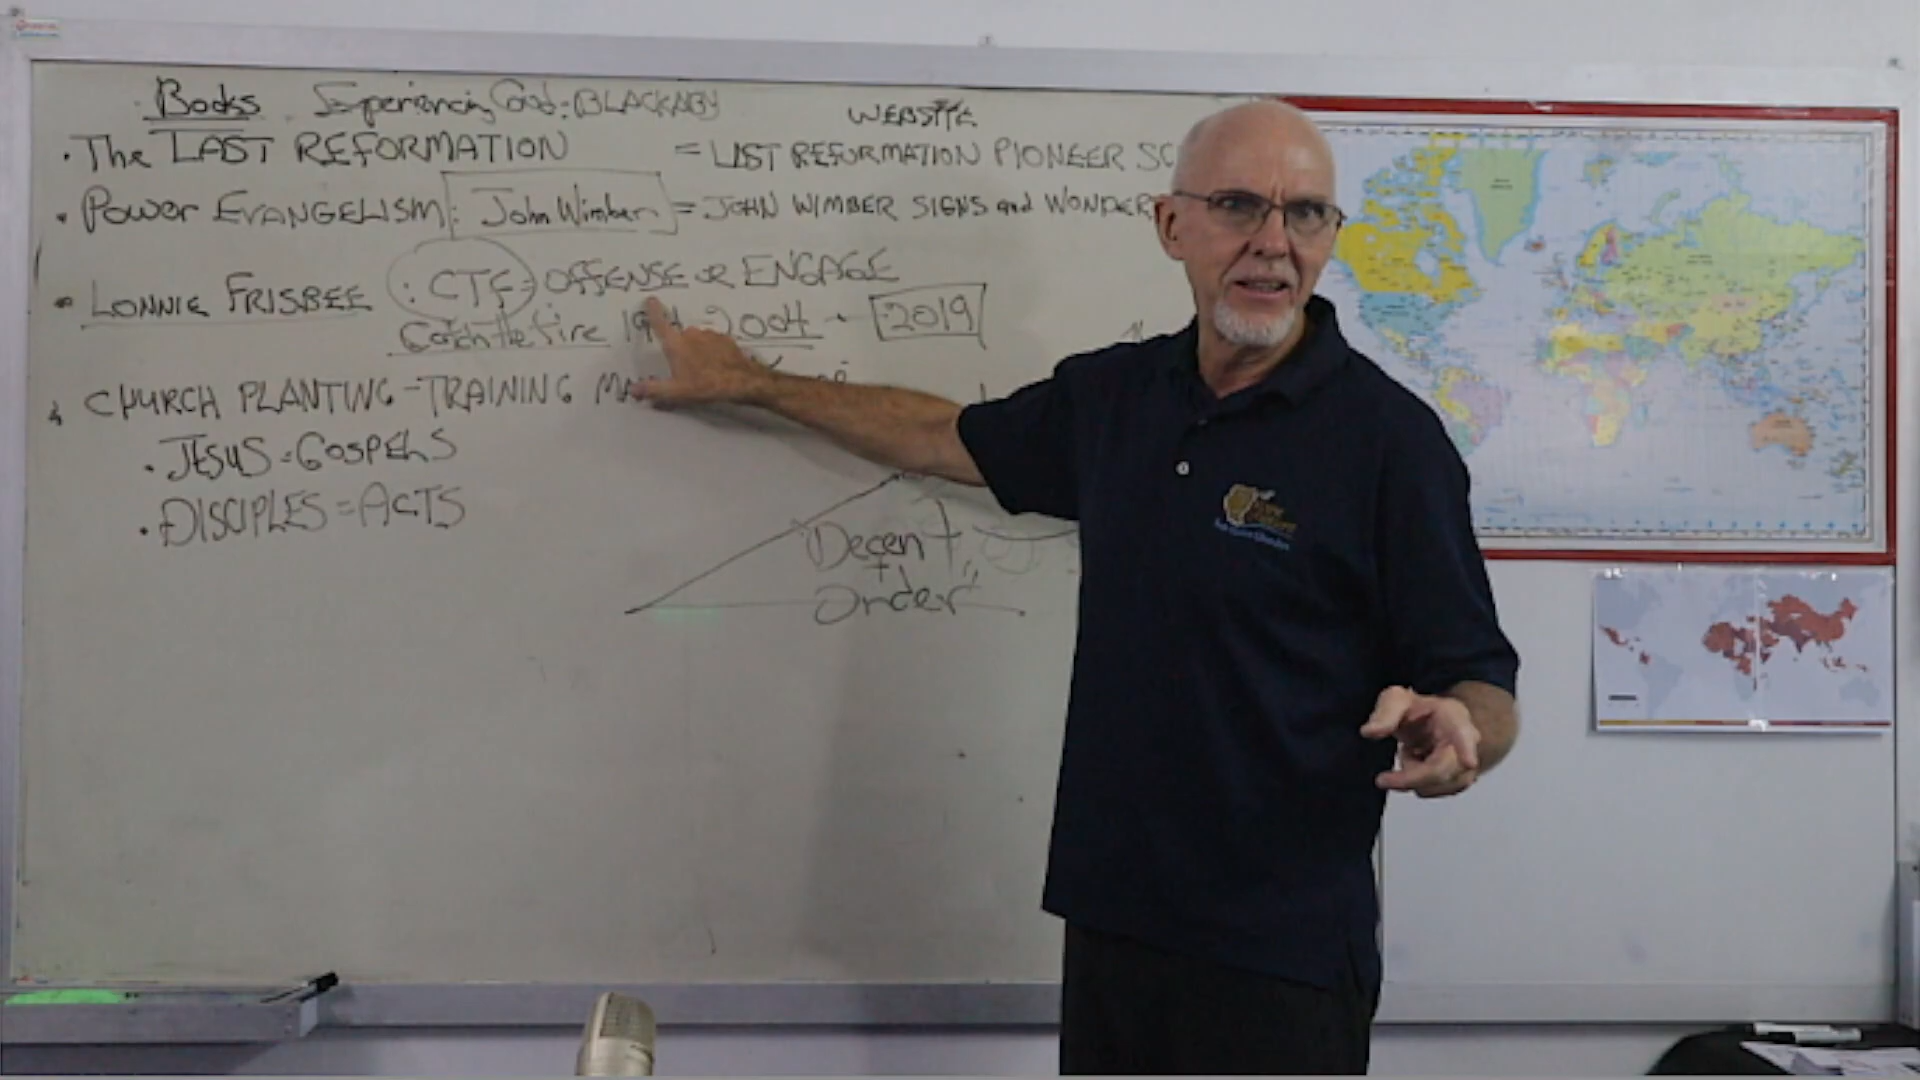 Books . Experiencing God: BLACKABY
WEBSITE
• The LAST REFORMATION = LIST REFORMATION PIONEER SC
• POWER EVANGELISM: John Wimber = JOHN WIMBER SIGNS and WONDER
• LONNIE FRISBEE : CTF = OFFENSE OR ENGAGE
Catch the Fire 2004 - 2019
CHURCH PLANTING - TRAINING
• JESUS = GOSPELS
• DISCIPLES = ACTS
Decent
+
Order"